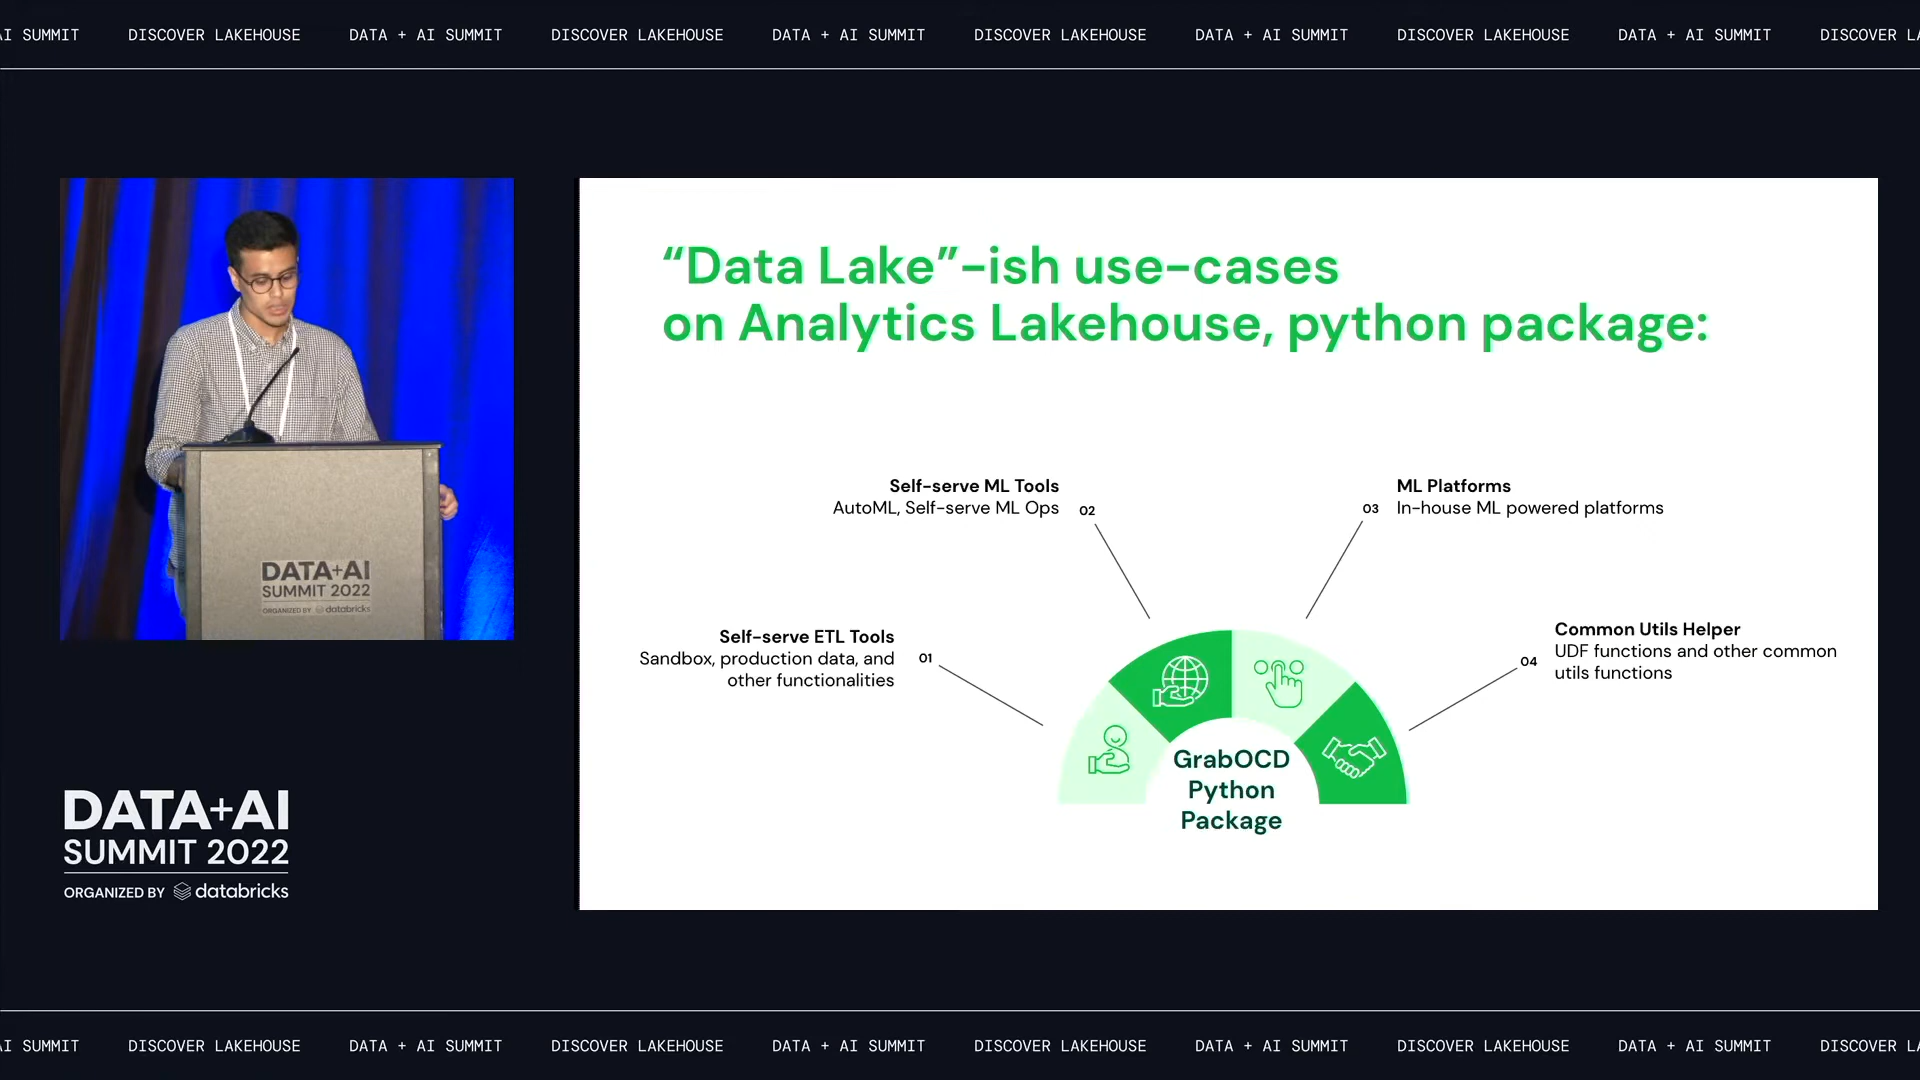 AI SUMMIT DISCOVER LAKEHOUSE DATA + AI SUMMIT DISCOVER LAKEHOUSE DATA + AI SUMMIT DISCOVER LAKEHOUSE DATA + AI SUMMIT DISCOVER LAKEHOUSE DATA + AI SUMMIT DISCOVER LA
“Data Lake”-ish use-cases
on Analytics Lakehouse, python package:
Self-serve ML Tools
AutoML, Self-serve ML Ops
02
03
ML Platforms
In-house ML powered platforms
Self-serve ETL Tools
Sandbox, production data, and
other functionalities
01
04
Common Utils Helper
UDF functions and other common
utils functions
GrabOCD
Python
Package
DATA+AI
SUMMIT 2022
ORGANIZED BY databricks
DATA+AI
SUMMIT 2022
ORGANIZED BY databricks
AI SUMMIT DISCOVER LAKEHOUSE DATA + AI SUMMIT DISCOVER LAKEHOUSE DATA + AI SUMMIT DISCOVER LAKEHOUSE DATA + AI SUMMIT DISCOVER LAKEHOUSE DATA + AI SUMMIT DISCOVER LA